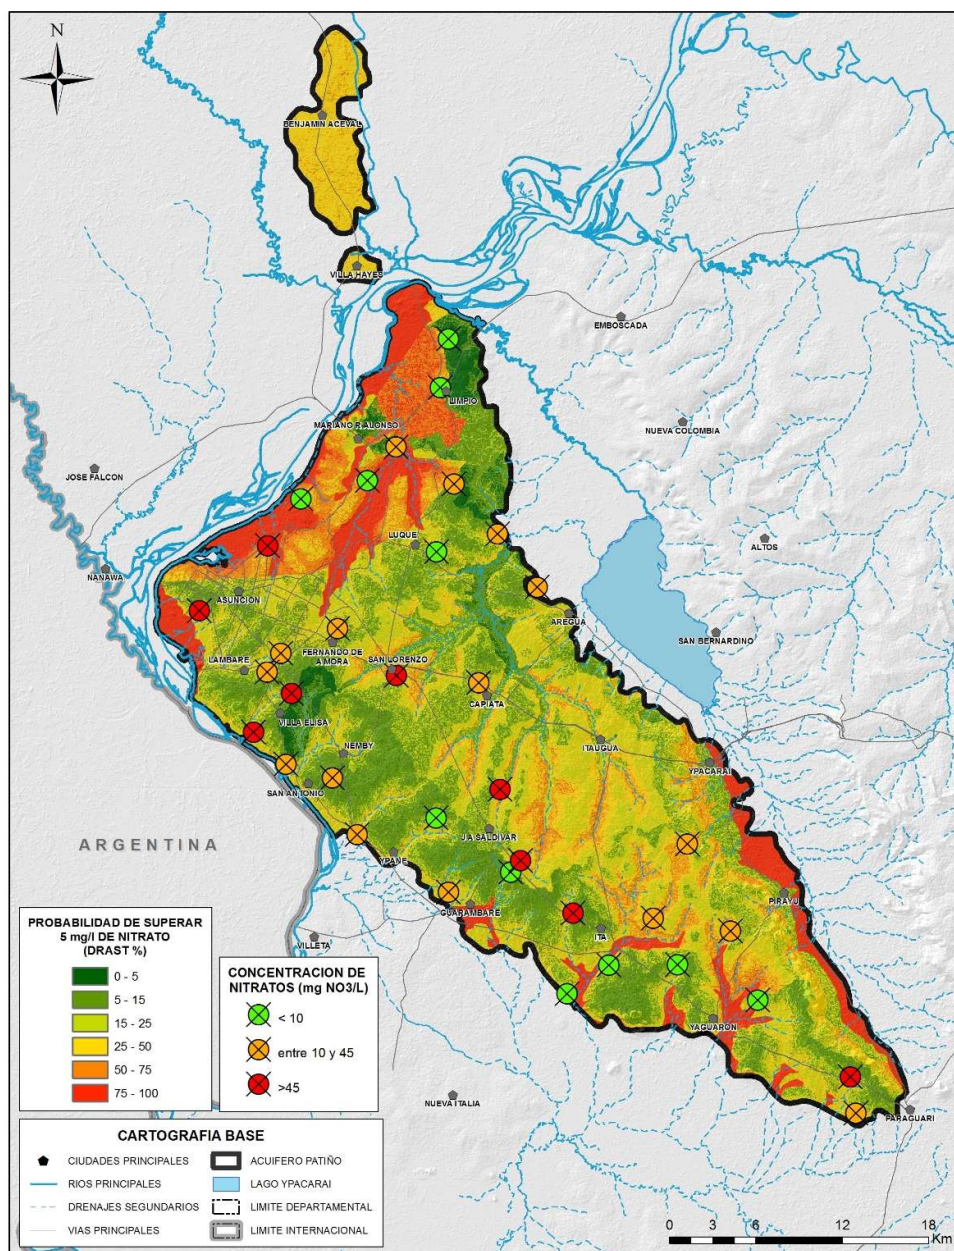 N
BENJAMIN ACEVAL
VILLA HAYES
EMBOSCADA
LIMPIO
NUEVA COLOMBIA
MARIANO R.ALONSO
JOSE FALCON
LUQUE
ALTOS
NANAWA
ASUNCION
AREGUA
SAN BERNARDINO
FERNANDO DE
LA MORA
LAMBARE
SAN LORENZO
CAPIATA
VILLA ELISA
ITAUGUA
NEMBY
YPACARAI
SAN ANTONIO
J A SALDIVAR
ARGENTINA
YPANE
PIRAYU
GUARAMBARE
ITA
VILLETA
YAGUARON
NUEVA ITALIA
PARAGUARI
PROBABILIDAD DE SUPERAR
5 mg/l DE NITRATO
(DRAST %)
0 - 5
5 - 15
15 - 25
25 - 50
50 - 75
75 - 100
CONCENTRACION DE
NITRATOS (mg NO3/L)
< 10
entre 10 y 45
>45
CARTOGRAFIA BASE
CIUDADES PRINCIPALES
RIOS PRINCIPALES
DRENAJES SEGUNDARIOS
VIAS PRINCIPALES
ACUIFERO PATIÑO
LAGO YPACARAI
LIMITE DEPARTAMENTAL
LIMITE INTERNACIONAL
0 3 6 12 18
Km